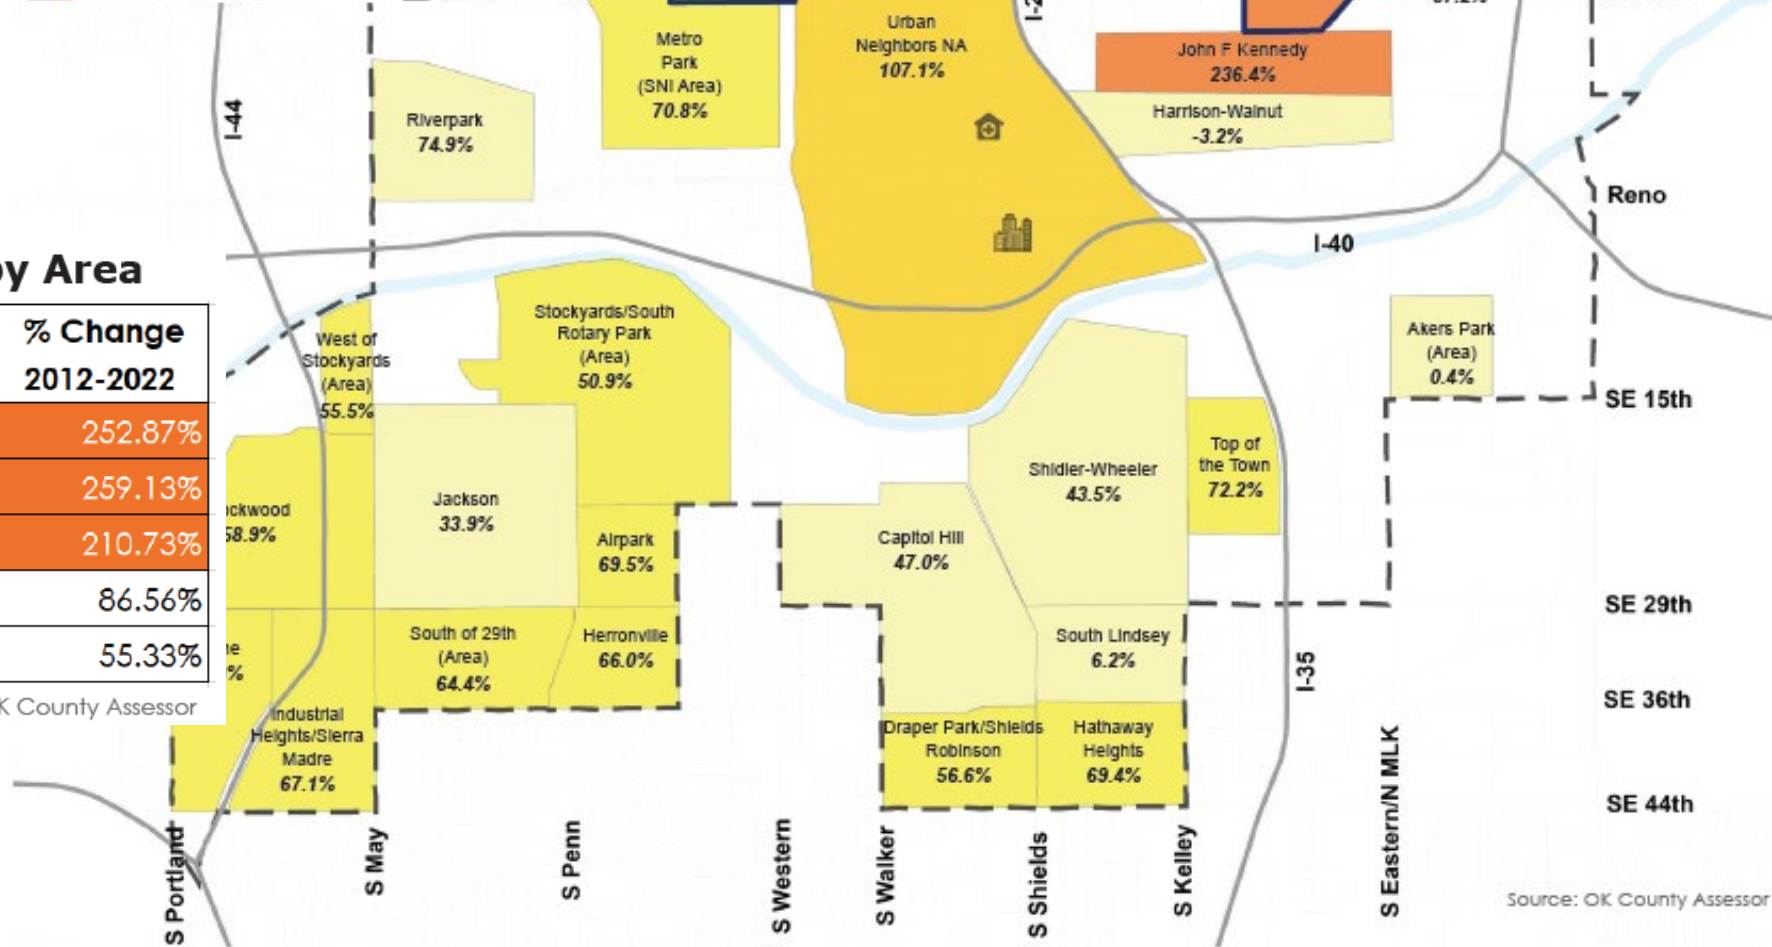 I-44
Metro
Park
(SNI Area)
70.8%
Urban
Neighbors NA
107.1%
John F Kennedy
236.4%
Harrison-Walnut
-3.2%
Riverpark
74.9%
Reno
I-40
by Area
% Change
2012-2022
252.87%
259.13%
210.73%
86.56%
55.33%
K County Assessor
West of
Stockyards
(Area)
55.5%
Stockyards/South
Rotary Park
(Area)
50.9%
Akers Park
(Area)
0.4%
SE 15th
ockwood
58.9%
Jackson
33.9%
Airpark
69.5%
Capitol Hill
47.0%
Shidler-Wheeler
43.5%
Top of
the Town
72.2%
SE 29th
South of 29th
(Area)
64.4%
Herronville
66.0%
South Lindsey
6.2%
I-35
SE 36th
Industrial
Heights/Sierra
Madre
67.1%
Draper Park/Shields
Robinson
56.6%
Hathaway
Heights
69.4%
SE 44th
S Portland
S May
S Penn
S Western
S Walker
S Shields
S Kelley
S Eastern/N MLK
Source: OK County Assessor